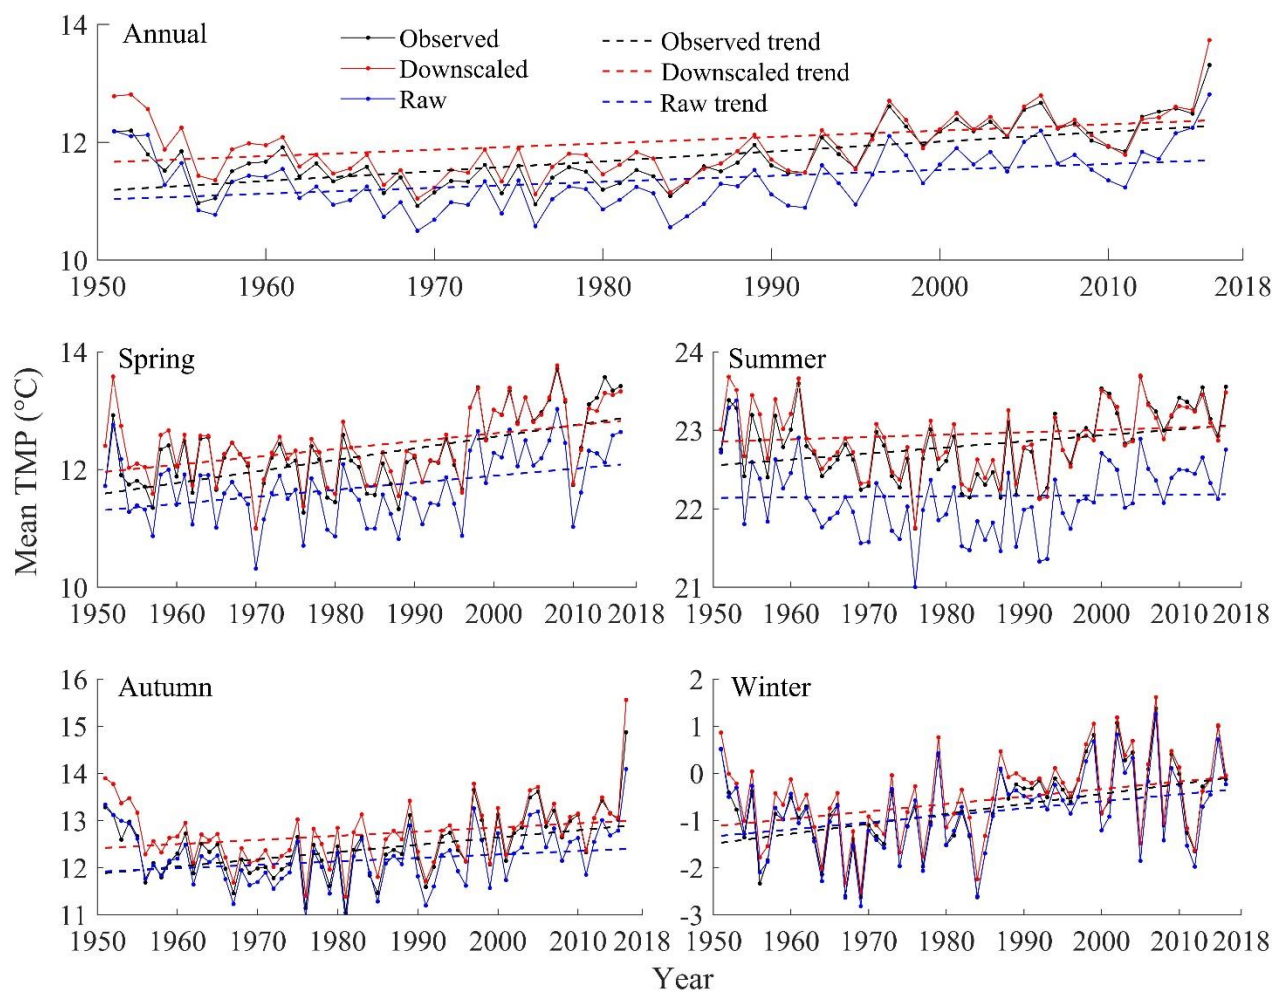 Annual
Observed
Downscaled
Raw
Observed trend
Downscaled trend
Raw trend
14
12
10
1950 1960 1970 1980 1990 2000 2010 2018
Mean TMP (°C)
Spring
14
12
10
1950 1960 1970 1980 1990 2000 2010 2018
Summer
24
23
22
21
1950 1960 1970 1980 1990 2000 2010 2018
Autumn
16
15
14
13
12
11
1950 1960 1970 1980 1990 2000 2010 2018
Winter
2
1
0
-1
-2
-3
1950 1960 1970 1980 1990 2000 2010 2018
Year